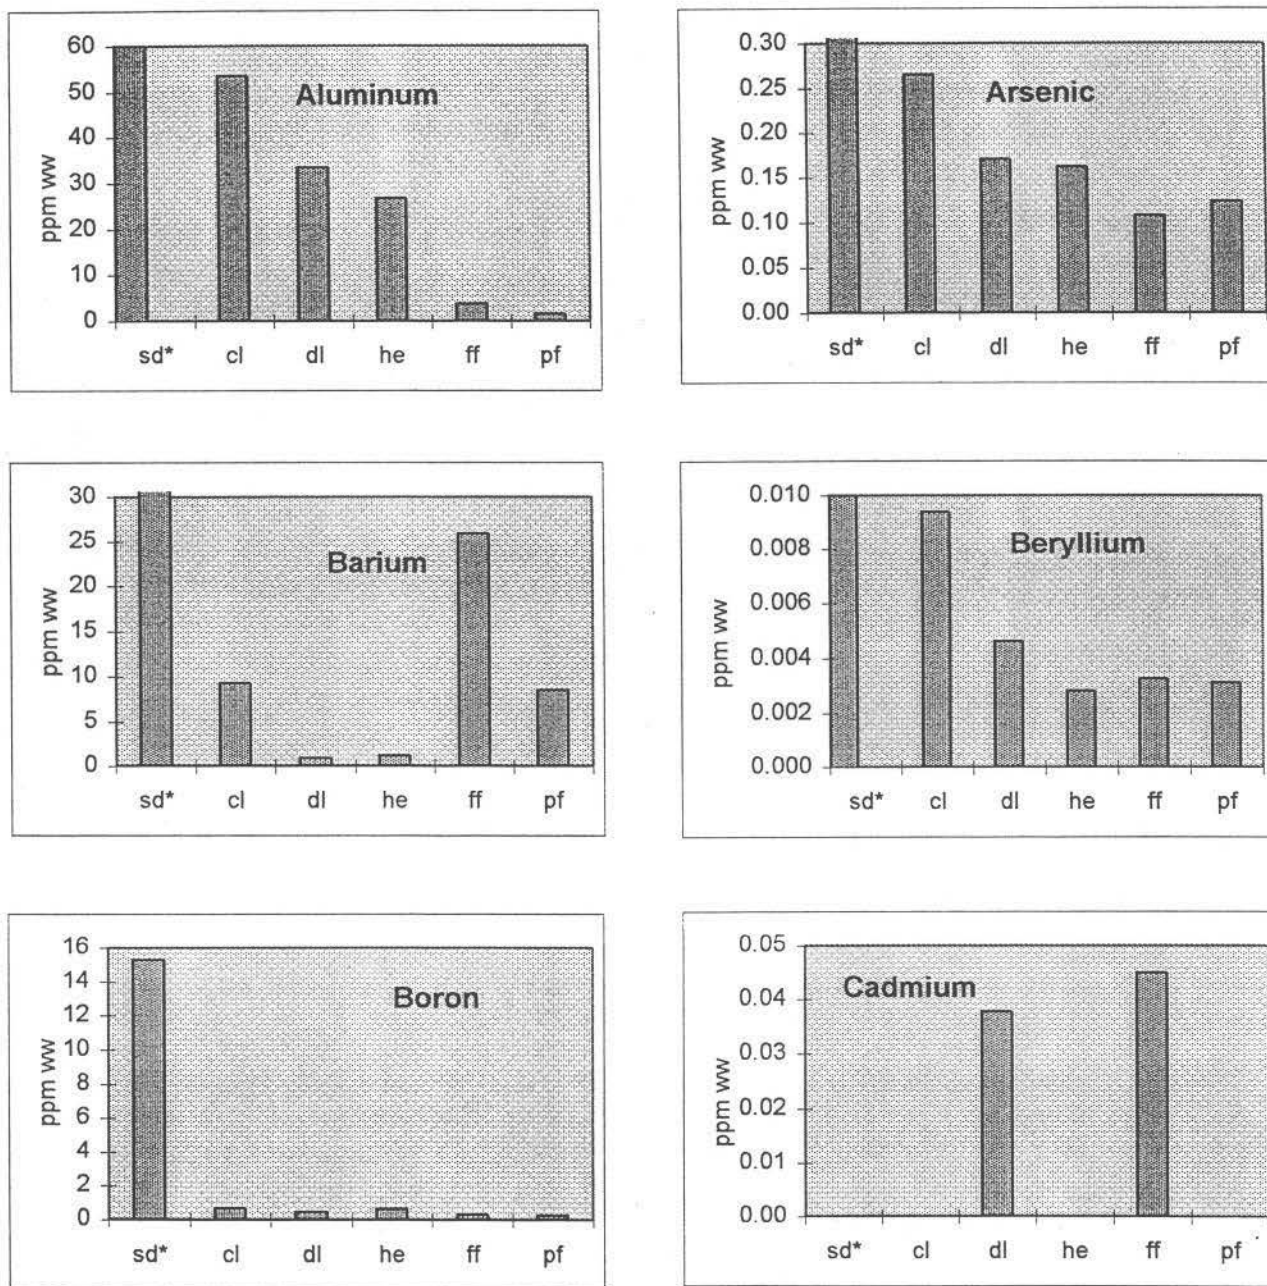 Aluminum
ppm ww
60
50
40
30
20
10
0
sd* cl dl he ff pf
Arsenic
ppm ww
0.30
0.25
0.20
0.15
0.10
0.05
0.00
sd* cl dl he ff pf
Barium
ppm ww
30
25
20
15
10
5
0
sd* cl dl he ff pf
Beryllium
ppm ww
0.010
0.008
0.006
0.004
0.002
0.000
sd* cl dl he ff pf
Boron
ppm ww
16
14
12
10
8
6
4
2
0
sd* cl dl he ff pf
Cadmium
ppm ww
0.05
0.04
0.03
0.02
0.01
0.00
sd* cl dl he ff pf